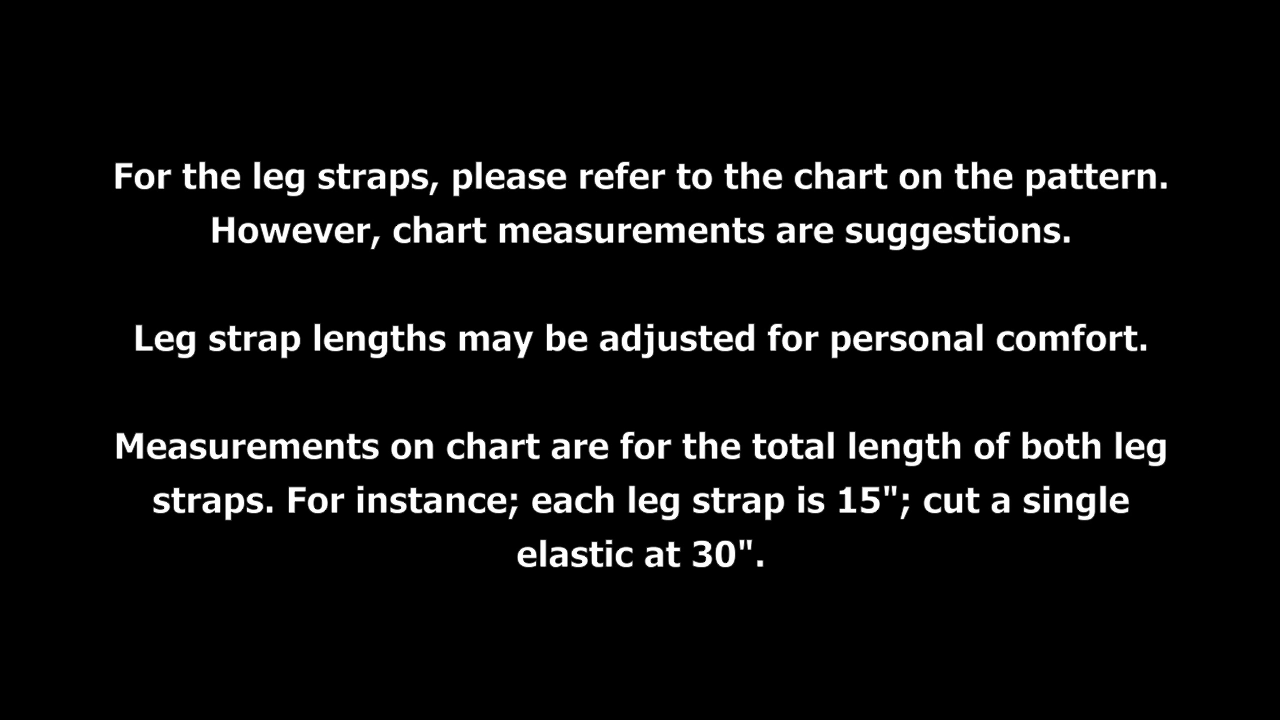 For the leg straps, please refer to the chart on the pattern.
However, chart measurements are suggestions.
Leg strap lengths may be adjusted for personal comfort.
Measurements on chart are for the total length of both leg
straps. For instance; each leg strap is 15"; cut a single
elastic at 30".